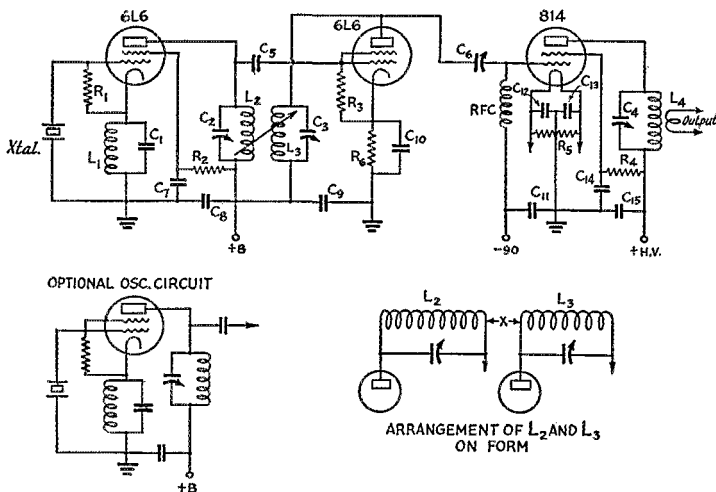 6L6
6L6
814
C5
C6
C12
C13
R1
L2
R3
C2
C3
RFC
C4
L4
Output
Xtal.
L1
C1
L3
C10
R5
R2
R6
R4
C7
C14
C8
C9
C11
C15
+B
-90
+H.V.
OPTIONAL OSC. CIRCUIT
+B
L2
X
L3
ARRANGEMENT OF L2 AND L3
ON FORM